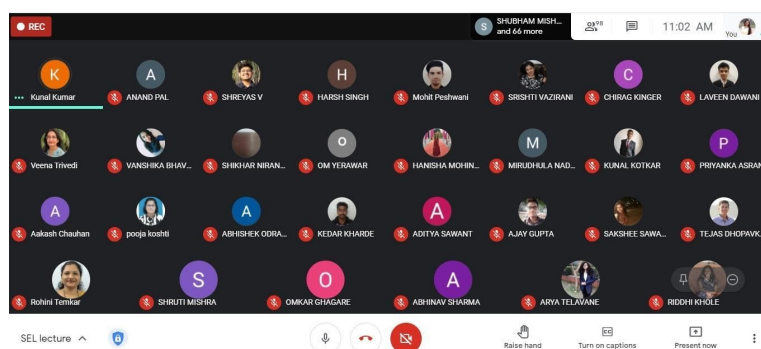 REC
S SHUBHAM MISH...
and 66 more
98
11:02 AM
You
K A H C
Kunal Kumar ANAND PAL SHREYAS V HARSH SINGH Mohit Peshwani SRISHTI VAZIRANI CHIRAG KINGER LAVEEN DAWANI
O M P
Veena Trivedi VANSHIKA BHAV... SHIKHAR NIRAN... OM YERAWAR HANISHA MOHIN... MIRUDHULA NAD... KUNAL KOTKAR PRIYANKA ASRAN
A A A
Aakash Chauhan pooja koshti ABHISHEK ODRA... KEDAR KHARDE ADITYA SAWANT AJAY GUPTA SAKSHEE SAWA... TEJAS DHOPAVK
S O A
Rohini Temkar SHRUTI MISHRA OMKAR GHAGARE ABHINAV SHARMA ARYA TELAVANE RIDDHI KHOLE
SEL lecture CC
Raise hand Turn on captions Present now